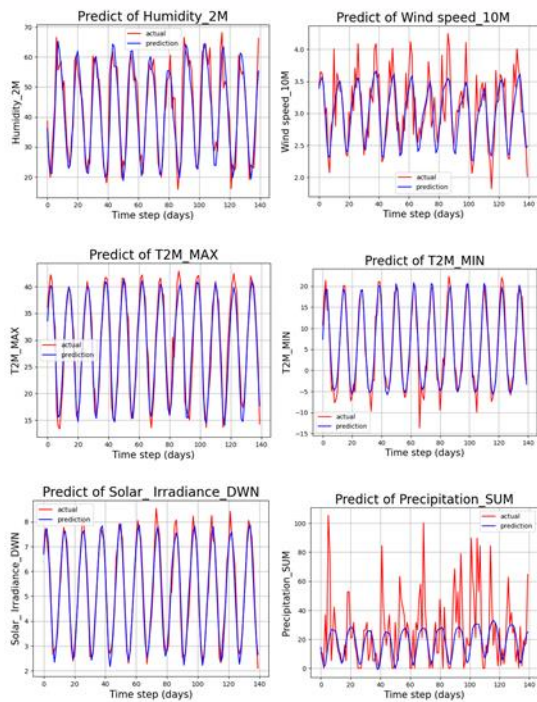 Predict of Humidity_2M
70
60
50
40
30
20
Humidity_2M
actual
prediction
0 20 40 60 80 100 120 140
Time step (days)
Predict of Wind speed_10M
4.0
3.5
3.0
2.5
2.0
Wind speed_10M
actual
prediction
0 20 40 60 80 100 120 140
Time step (days)
Predict of T2M_MAX
40
35
30
25
20
15
T2M_MAX
actual
prediction
0 20 40 60 80 100 120 140
Time step (days)
Predict of T2M_MIN
20
15
10
5
0
-5
-10
-15
T2M_MIN
actual
prediction
0 20 40 60 80 100 120 140
Time step (days)
Predict of Solar_ Irradiance_DWN
8
7
6
5
4
3
2
Solar_ Irradiance_DWN
actual
prediction
0 20 40 60 80 100 120 140
Time step (days)
Predict of Precipitation_SUM
100
80
60
40
20
0
Precipitation_SUM
actual
prediction
0 20 40 60 80 100 120 140
Time step (days)